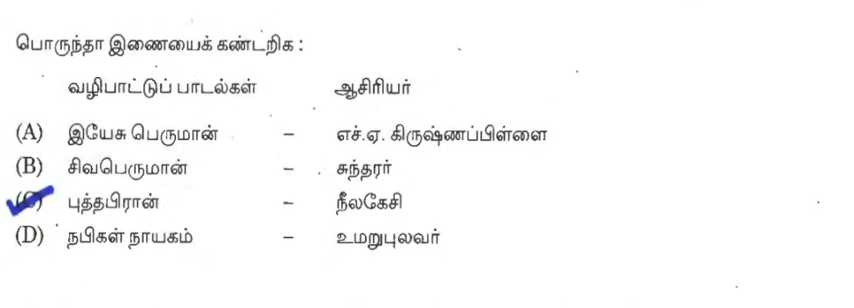 பொருந்தா இணையைக் கண்டறிக :
வழிபாட்டுப் பாடல்கள் ஆசிரியர்
(A) இயேசு பெருமான் – எச்.ஏ. கிருஷ்ணப்பிள்ளை
(B) சிவபெருமான் – சுந்தரர்
(C) புத்தபிரான் – நீலகேசி
(D) நபிகள் நாயகம் – உமறுபுலவர்